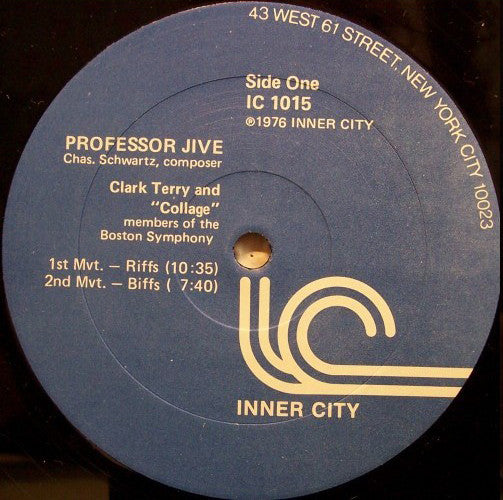 43 WEST 61 STREET, NEW YORK CITY 10023
Side One
IC 1015
℗1976 INNER CITY
PROFESSOR JIVE
Chas. Schwartz, composer
Clark Terry and
"Collage"
members of the
Boston Symphony
1st Mvt. — Riffs (10:35)
2nd Mvt. — Biffs ( 7:40)
INNER CITY